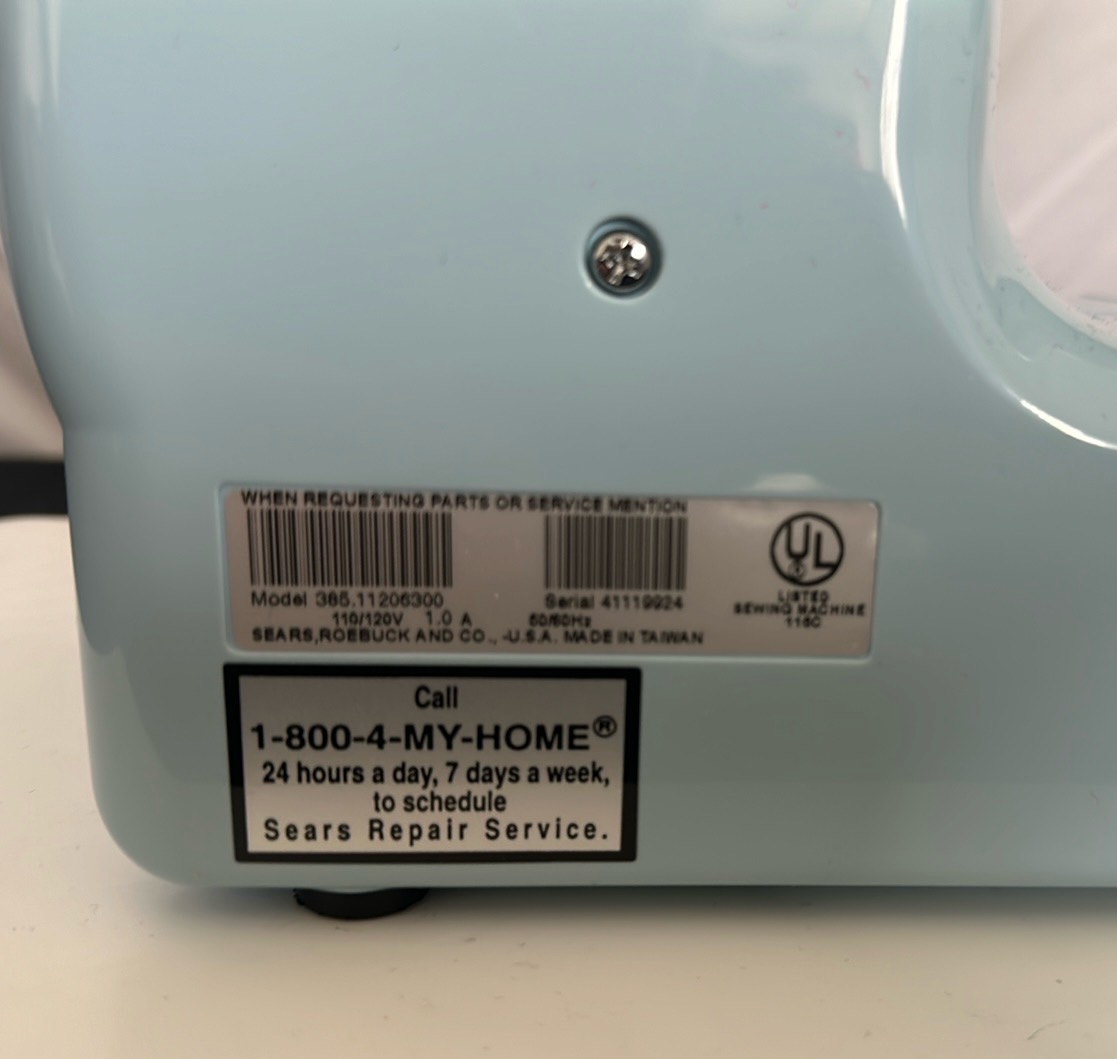 WHEN REQUESTING PARTS OR SERVICE MENTION
Model 385.11206300
Serial 41119924
110/120V 1.0 A 50/60Hz
SEARS,ROEBUCK AND CO., -U.S.A. MADE IN TAIWAN
UL
LISTED
SEWING MACHINE
116C
Call
1-800-4-MY-HOME®
24 hours a day, 7 days a week,
to schedule
Sears Repair Service.